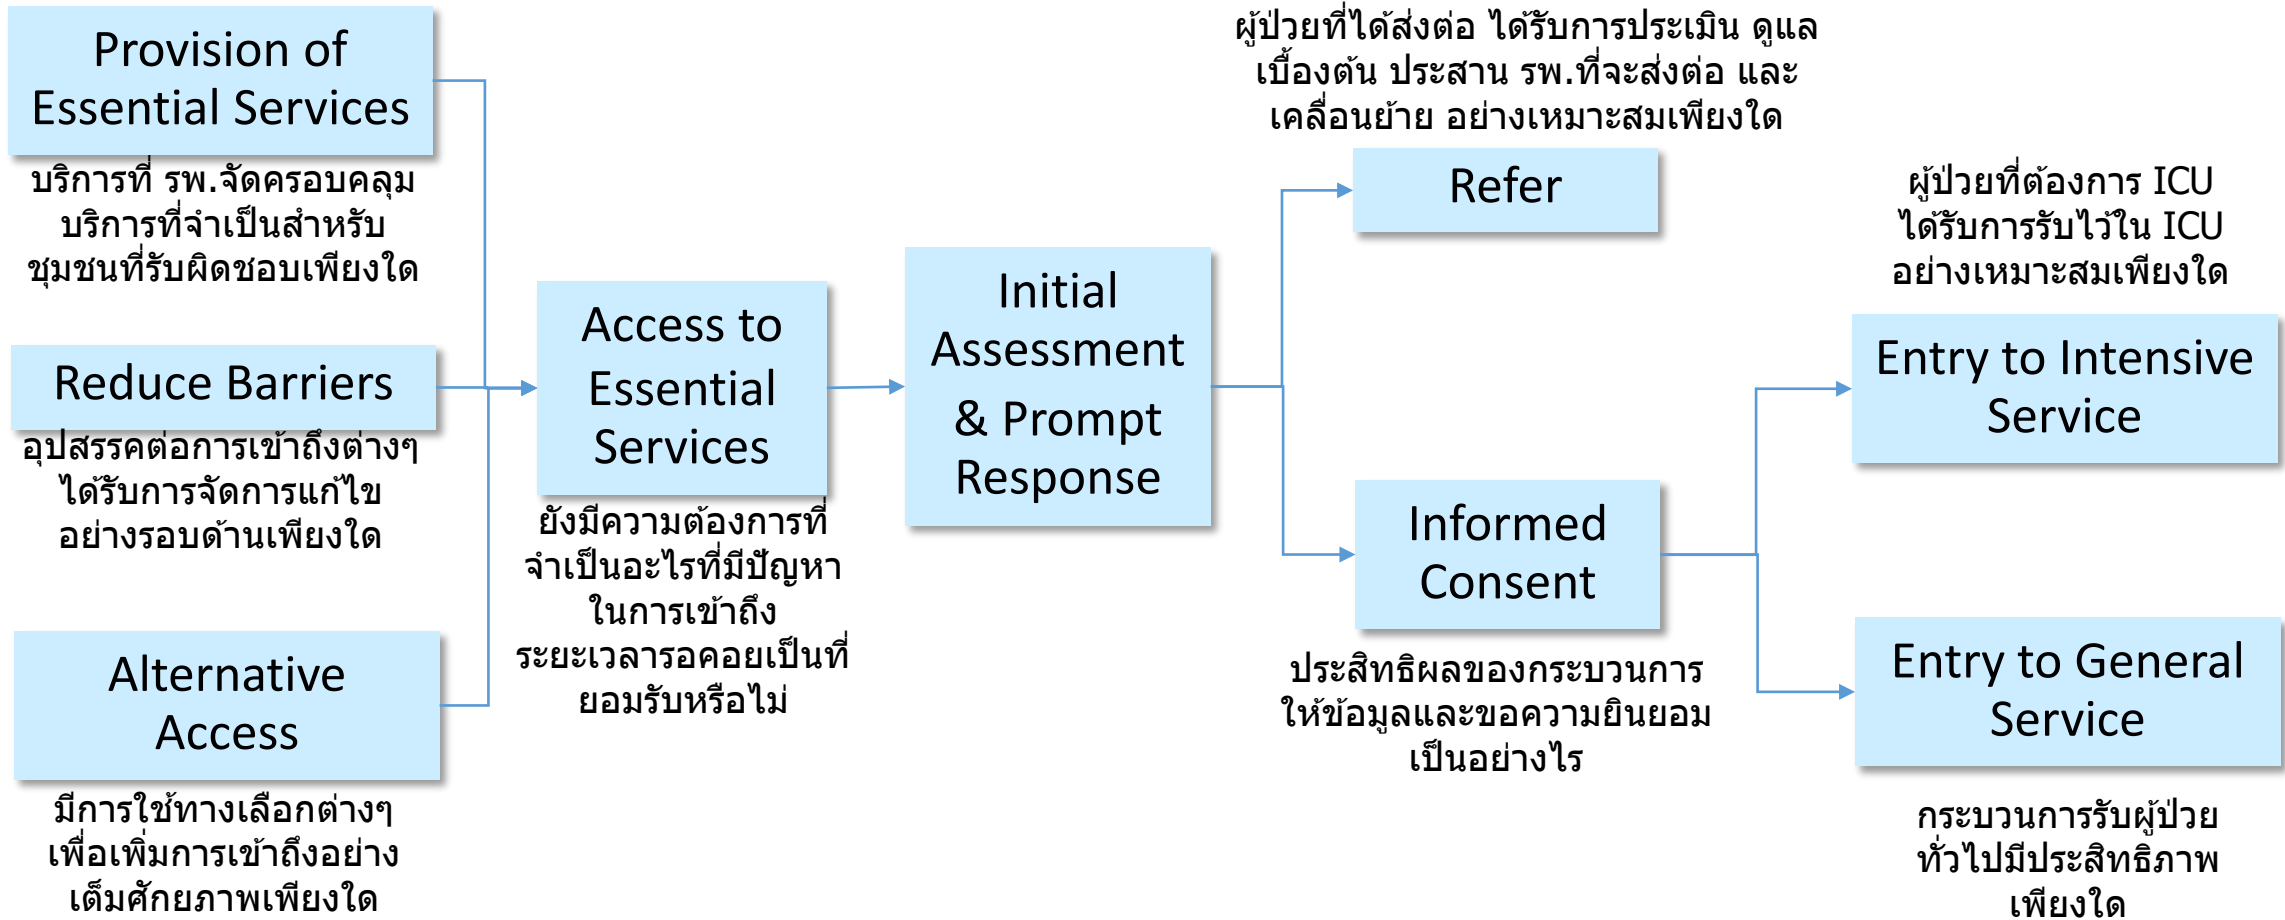 Provision of
Essential Services
บริการที่ รพ.จัดครอบคลุม
บริการที่จำเป็นสำหรับ
ชุมชนที่รับผิดชอบเพียงใด
Reduce Barriers
อุปสรรคต่อการเข้าถึงต่างๆ
ได้รับการจัดการแก้ไข
อย่างรอบด้านเพียงใด
Alternative
Access
มีการใช้ทางเลือกต่างๆ
เพื่อเพิ่มการเข้าถึงอย่าง
เต็มศักยภาพเพียงใด
Access to
Essential
Services
ยังมีความต้องการที่
จำเป็นอะไรที่มีปัญหา
ในการเข้าถึง
ระยะเวลารอคอยเป็นที่
ยอมรับหรือไม่
Initial
Assessment
& Prompt
Response
ผู้ป่วยที่ได้ส่งต่อ ได้รับการประเมิน ดูแล
เบื้องต้น ประสาน รพ.ที่จะส่งต่อ และ
เคลื่อนย้าย อย่างเหมาะสมเพียงใด
Refer
Informed
Consent
ประสิทธิผลของกระบวนการ
ให้ข้อมูลและขอความยินยอม
เป็นอย่างไร
ผู้ป่วยที่ต้องการ ICU
ได้รับการรับไว้ใน ICU
อย่างเหมาะสมเพียงใด
Entry to Intensive
Service
Entry to General
Service
กระบวนการรับผู้ป่วย
ทั่วไปมีประสิทธิภาพ
เพียงใด